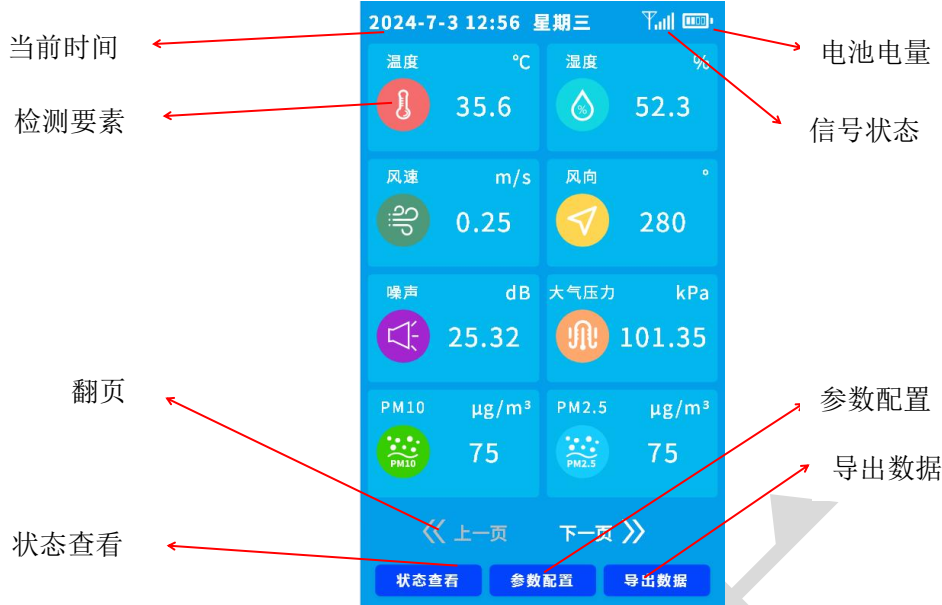 2024-7-3 12:56 星期三
当前时间
电池电量
温度 ℃
湿度 %
检测要素
35.6
%
52.3
信号状态
风速 m/s
风向 °
0.25
280
噪声 dB
大气压力 kPa
25.32
101.35
翻页
参数配置
PM10 μg/m³
PM2.5 μg/m³
75
75
PM10
PM2.5
导出数据
上一页
下一页
状态查看
状态查看
参数配置
导出数据